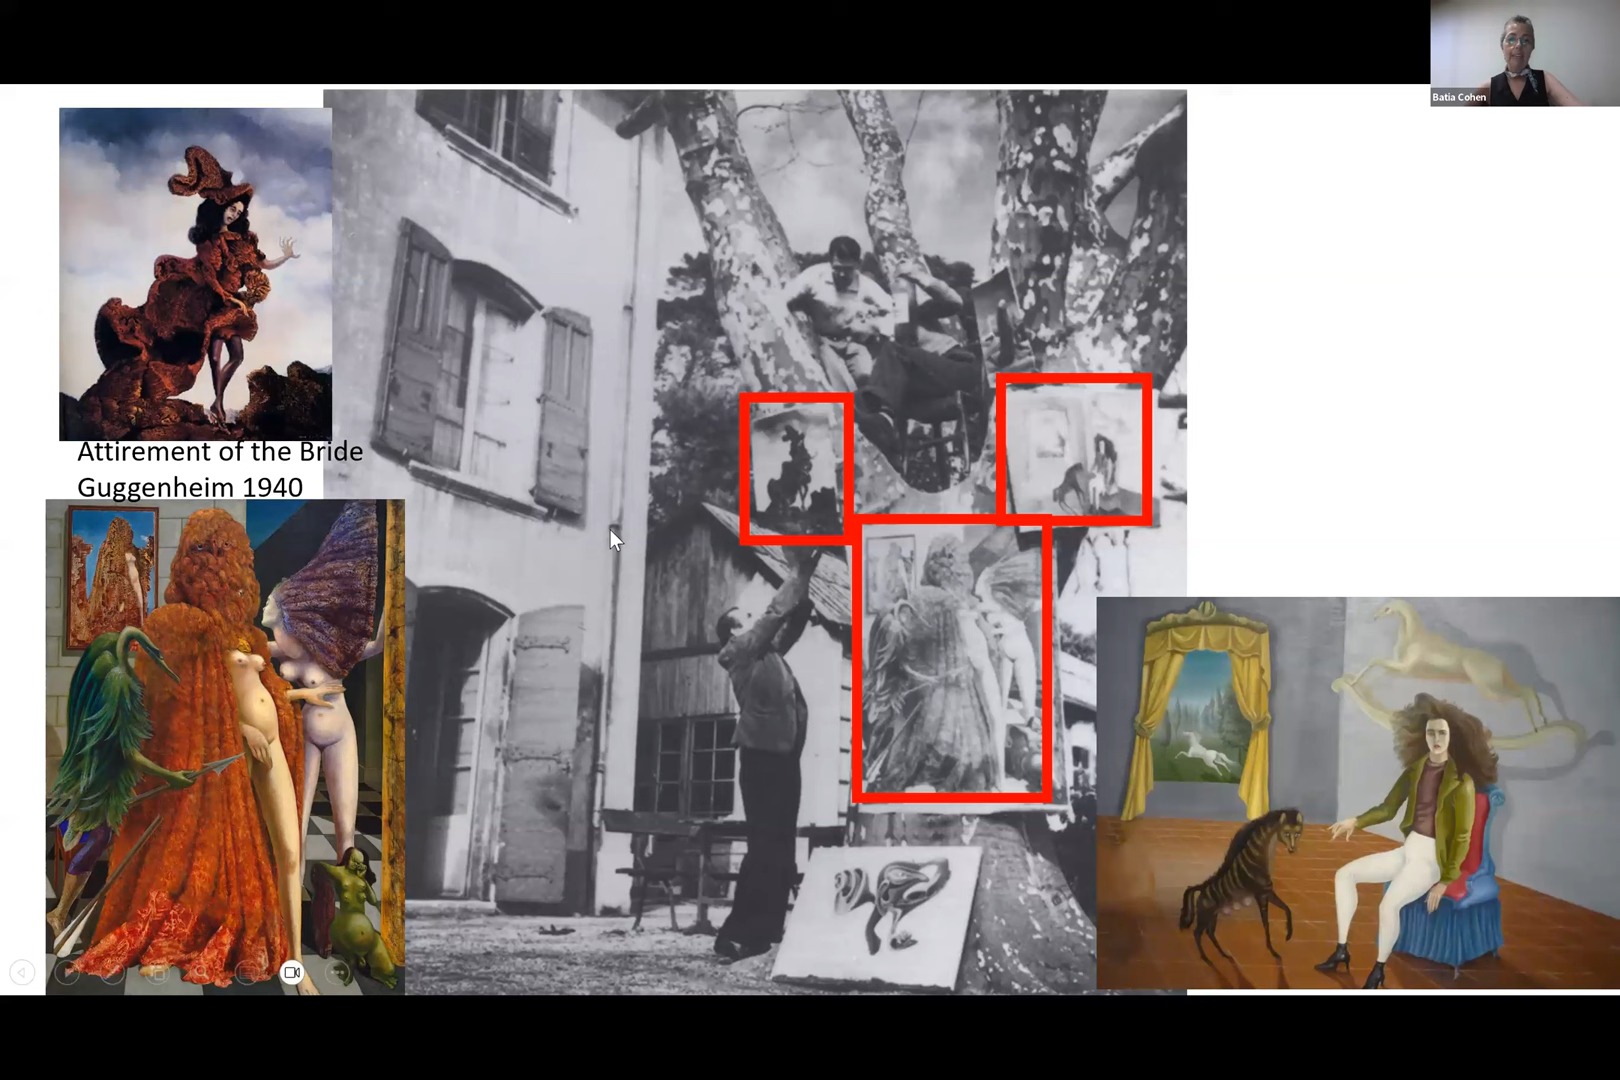 Batia Cohen
Attirement of the Bride
Guggenheim 1940